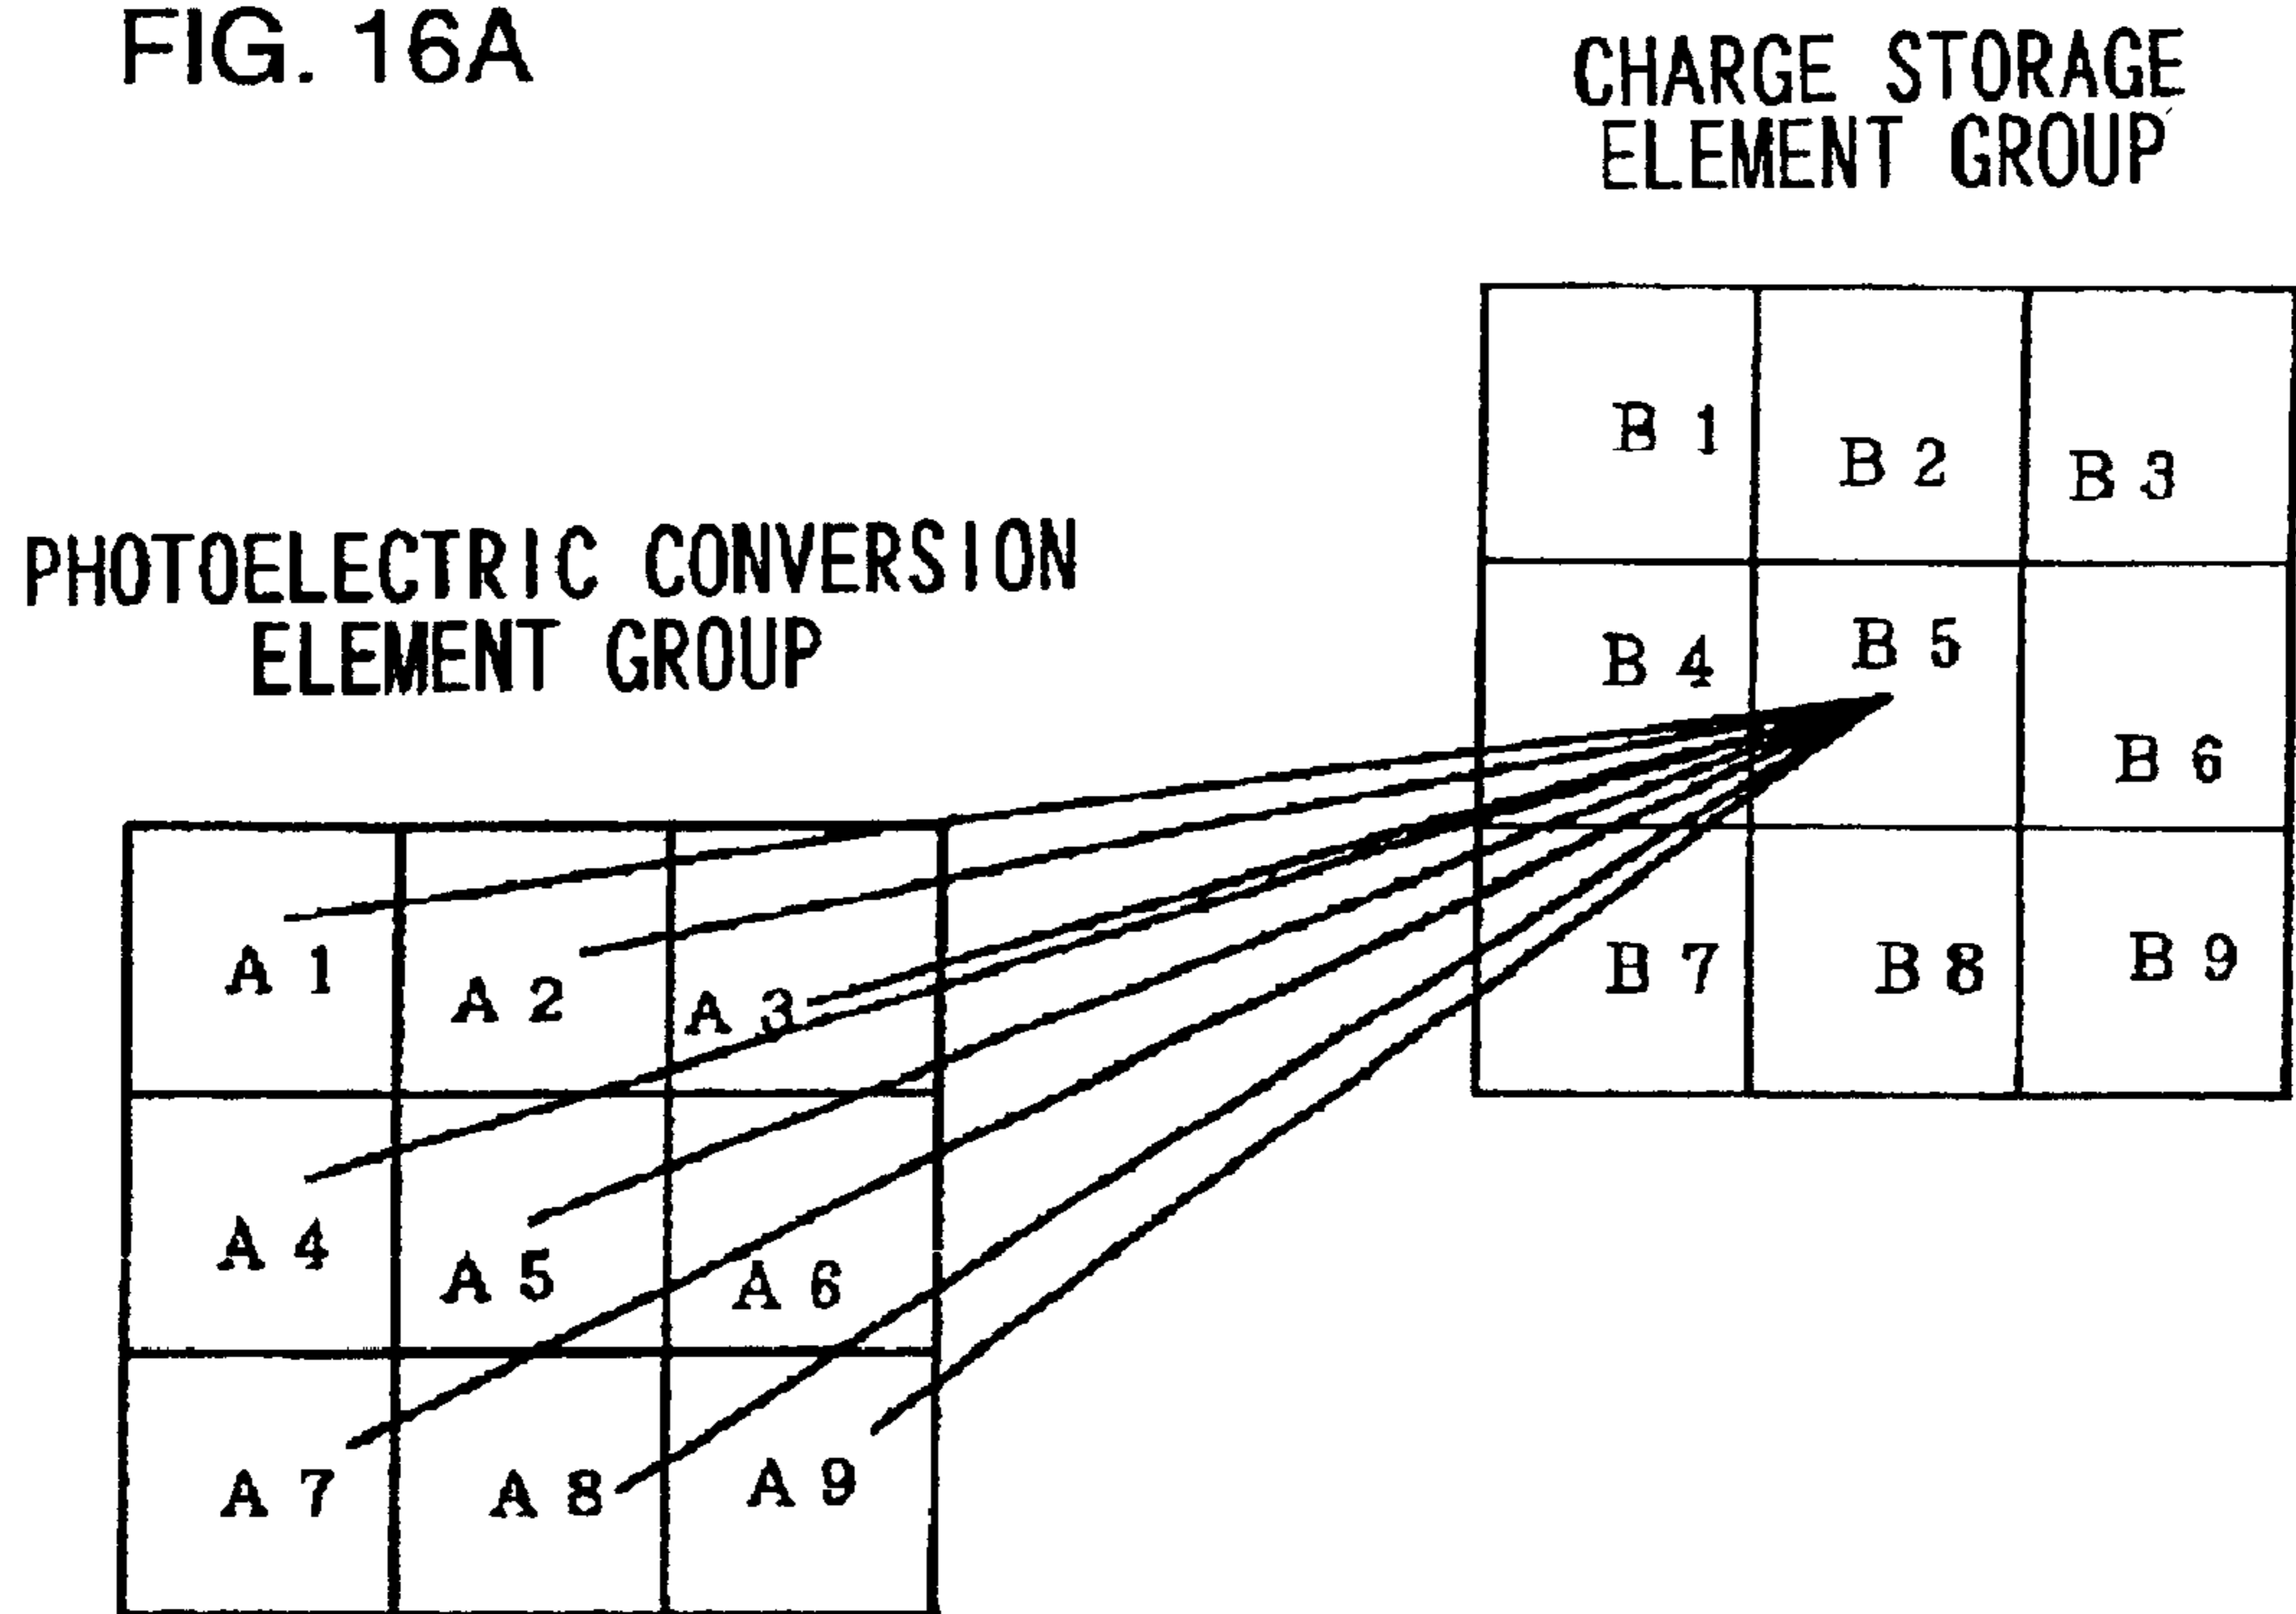 FIG. 16A
CHARGE STORAGE
ELEMENT GROUP
B 1
B 2
B 3
B 4
B 5
B 6
B 7
B 8
B 9
PHOTOELECTRIC CONVERSION
ELEMENT GROUP
A 1
A 2
A 3
A 4
A 5
A 6
A 7
A 8
A 9